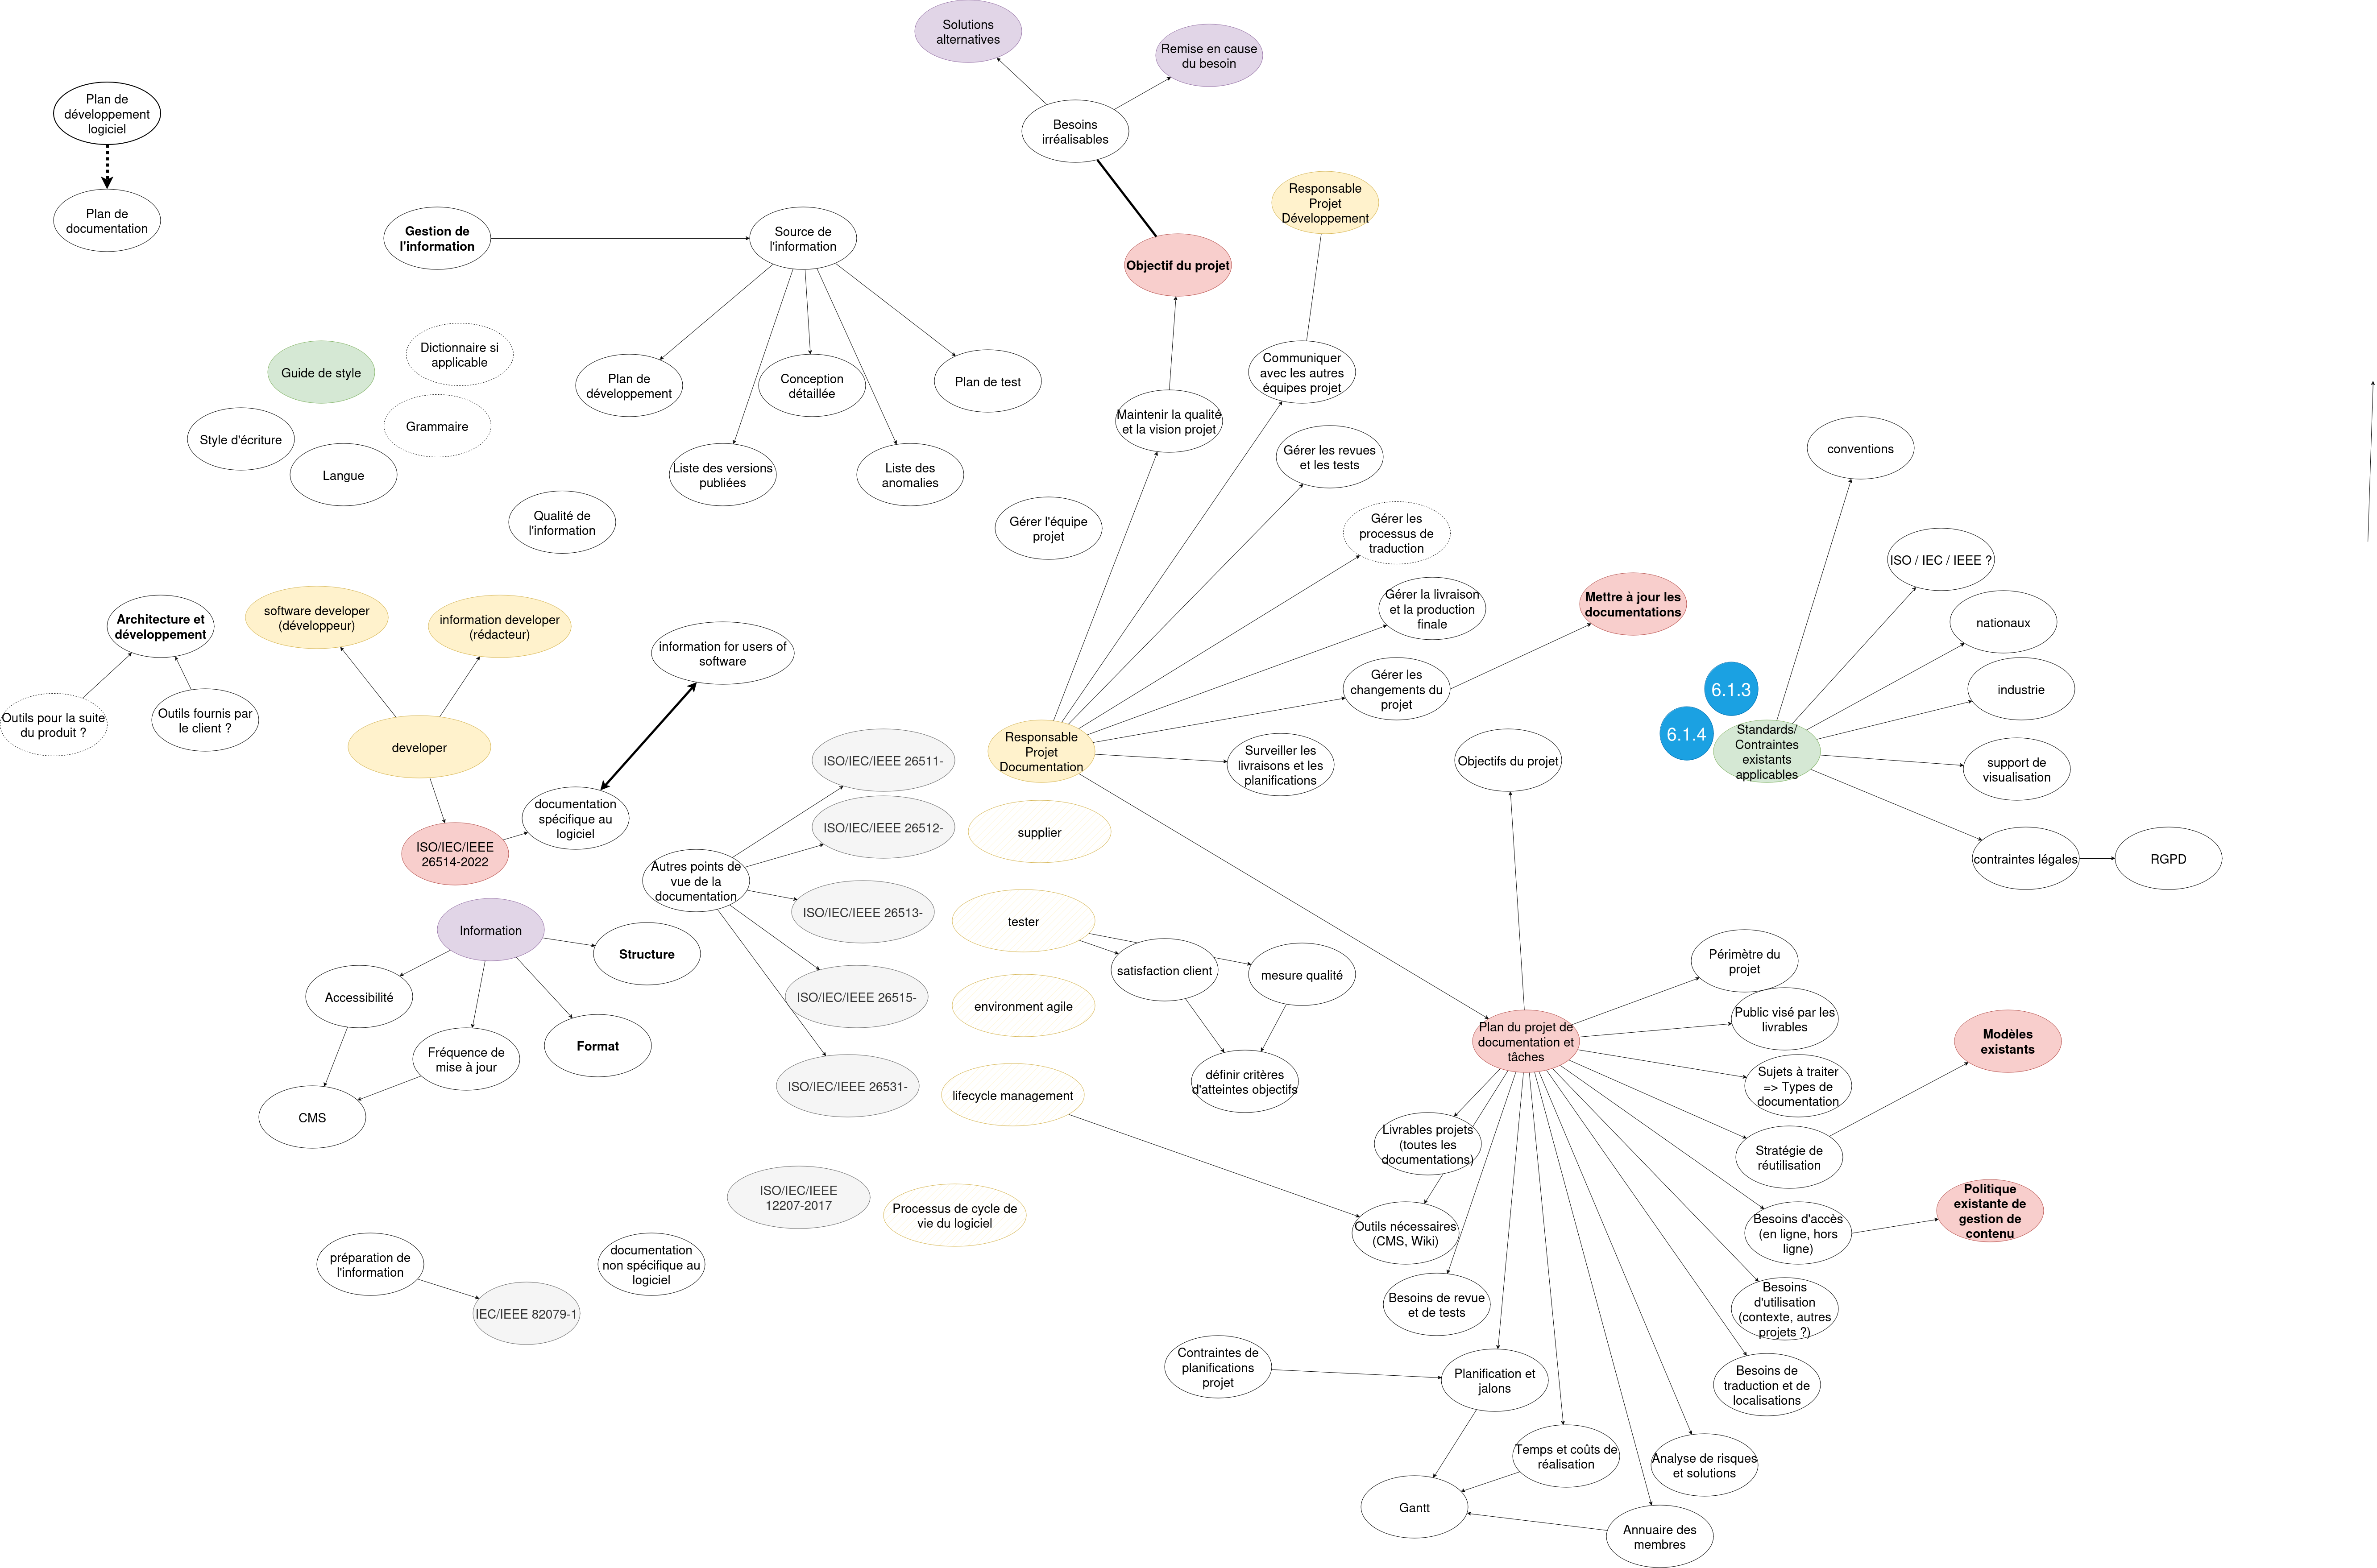 Solutions
alternatives
Remise en cause
du besoin
Plan de
développement
logiciel
Besoins
irréalisables
Plan de
documentation
Responsable
Projet
Développement
Gestion de
l'information
Source de
l'information
Objectif du projet
Dictionnaire si
applicable
Guide de style
Plan de
développement
Conception
détaillée
Plan de test
Communiquer
avec les autres
équipes projet
Style d'écriture
Grammaire
Langue
Maintenir la qualité
et la vision projet
Liste des versions
publiées
Liste des
anomalies
Gérer les revues
et les tests
conventions
Qualité de
l'information
Gérer l'équipe
projet
Gérer les
processus de
traduction
ISO / IEC / IEEE ?
Architecture et
développement
software developer
(développeur)
information developer
(rédacteur)
Gérer la livraison
et la production
finale
Mettre à jour les
documentations
nationaux
information for users of
software
Gérer les
changements du
projet
6.1.3
industrie
Outils pour la suite
du produit ?
Outils fournis par
le client ?
developer
Responsable
Projet
Documentation
6.1.4
Standards/
Contraintes
existants
applicables
ISO/IEC/IEEE 26511-
Surveiller les
livraisons et les
planifications
Objectifs du projet
support de
visualisation
documentation
spécifique au
logiciel
ISO/IEC/IEEE 26512-
supplier
ISO/IEC/IEEE
26514-2022
Autres points de
vue de la
documentation
contraintes légales
RGPD
ISO/IEC/IEEE 26513-
tester
Information
Structure
satisfaction client
mesure qualité
Périmètre du
projet
Accessibilité
ISO/IEC/IEEE 26515-
environment agile
Public visé par les
livrables
Format
Plan du projet de
documentation et
tâches
Modèles
existants
Fréquence de
mise à jour
ISO/IEC/IEEE 26531-
lifecycle management
définir critères
d'atteintes objectifs
Sujets à traiter
=> Types de
documentation
CMS
Livrables projets
(toutes les
documentations)
Stratégie de
réutilisation
ISO/IEC/IEEE
12207-2017
Processus de cycle de
vie du logiciel
Outils nécessaires
(CMS, Wiki)
Besoins d'accès
(en ligne, hors
ligne)
Politique
existante de
gestion de
contenu
préparation de
l'information
documentation
non spécifique au
logiciel
IEC/IEEE 82079-1
Besoins de revue
et de tests
Besoins
d'utilisation
(contexte, autres
projets ?)
Contraintes de
planifications
projet
Planification et
jalons
Besoins de
traduction et de
localisations
Temps et coûts de
réalisation
Analyse de risques
et solutions
Gantt
Annuaire des
membres